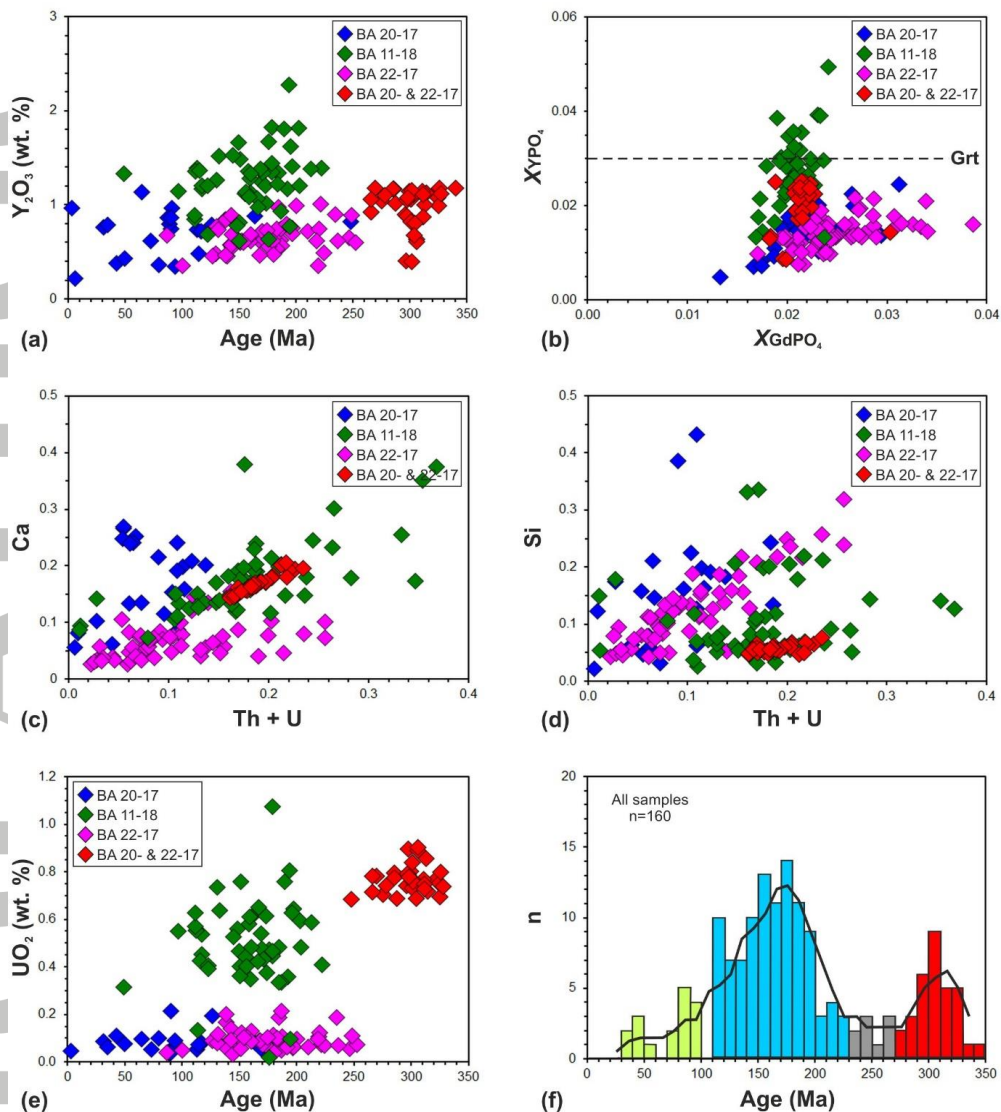 3
2
1
0
Y2O3 (wt. %)
0 50 100 150 200 250 300 350
Age (Ma)
(a)
BA 20-17
BA 11-18
BA 22-17
BA 20- & 22-17
0.06
0.04
0.02
0.00
XYPO4
0.00 0.01 0.02 0.03 0.04
XGdPO4
(b)
BA 20-17
BA 11-18
BA 22-17
BA 20- & 22-17
Grt
0.5
0.4
0.3
0.2
0.1
0
Ca
0.0 0.1 0.2 0.3 0.4
Th + U
(c)
BA 20-17
BA 11-18
BA 22-17
BA 20- & 22-17
0.5
0.4
0.3
0.2
0.1
0.0
Si
0 0.1 0.2 0.3 0.4
Th + U
(d)
BA 20-17
BA 11-18
BA 22-17
BA 20- & 22-17
1.2
1.0
0.8
0.6
0.4
0.2
0.0
UO2 (wt. %)
0 50 100 150 200 250 300 350
Age (Ma)
(e)
BA 20-17
BA 11-18
BA 22-17
BA 20- & 22-17
20
15
10
5
0
n
0 50 100 150 200 250 300 350
Age (Ma)
(f)
All samples
n=160